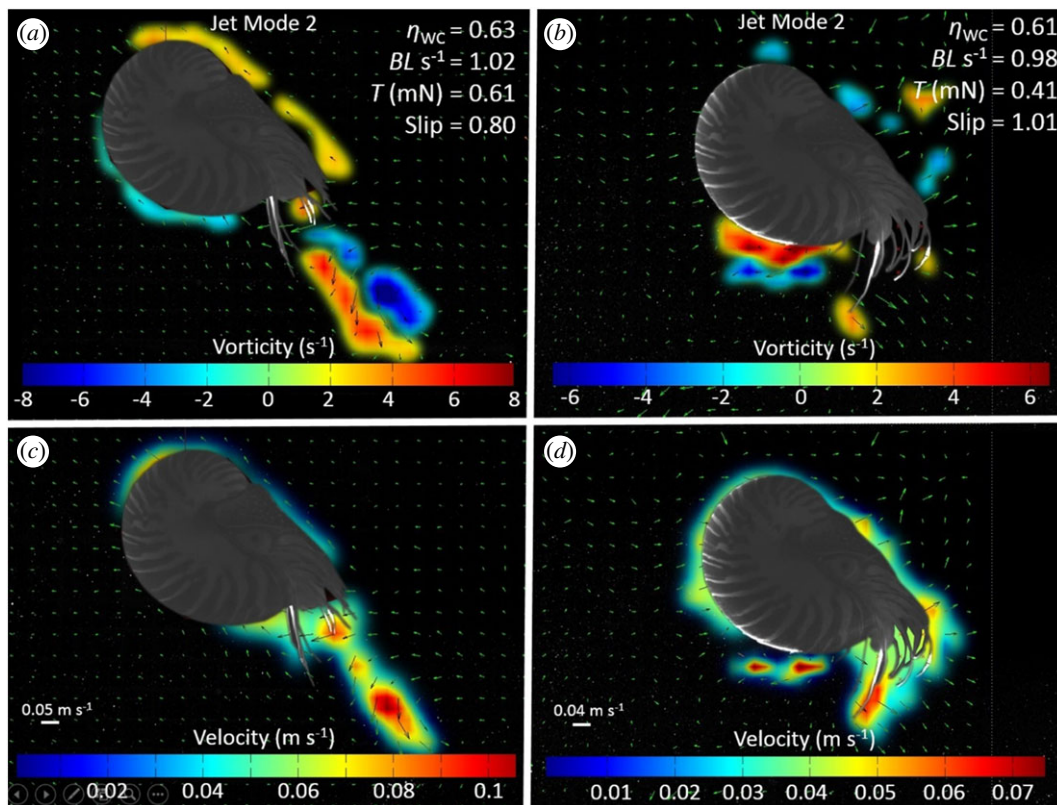 (a)
Jet Mode 2
ηWC = 0.63
BL s⁻¹ = 1.02
T (mN) = 0.61
Slip = 0.80
Vorticity (s⁻¹)
-8 -6 -4 -2 0 2 4 6 8
(b)
Jet Mode 2
ηWC = 0.61
BL s⁻¹ = 0.98
T (mN) = 0.41
Slip = 1.01
Vorticity (s⁻¹)
-6 -4 -2 0 2 4 6
(c)
0.05 m s⁻¹
Velocity (m s⁻¹)
0.02 0.04 0.06 0.08 0.1
(d)
0.04 m s⁻¹
Velocity (m s⁻¹)
0.01 0.02 0.03 0.04 0.05 0.06 0.07